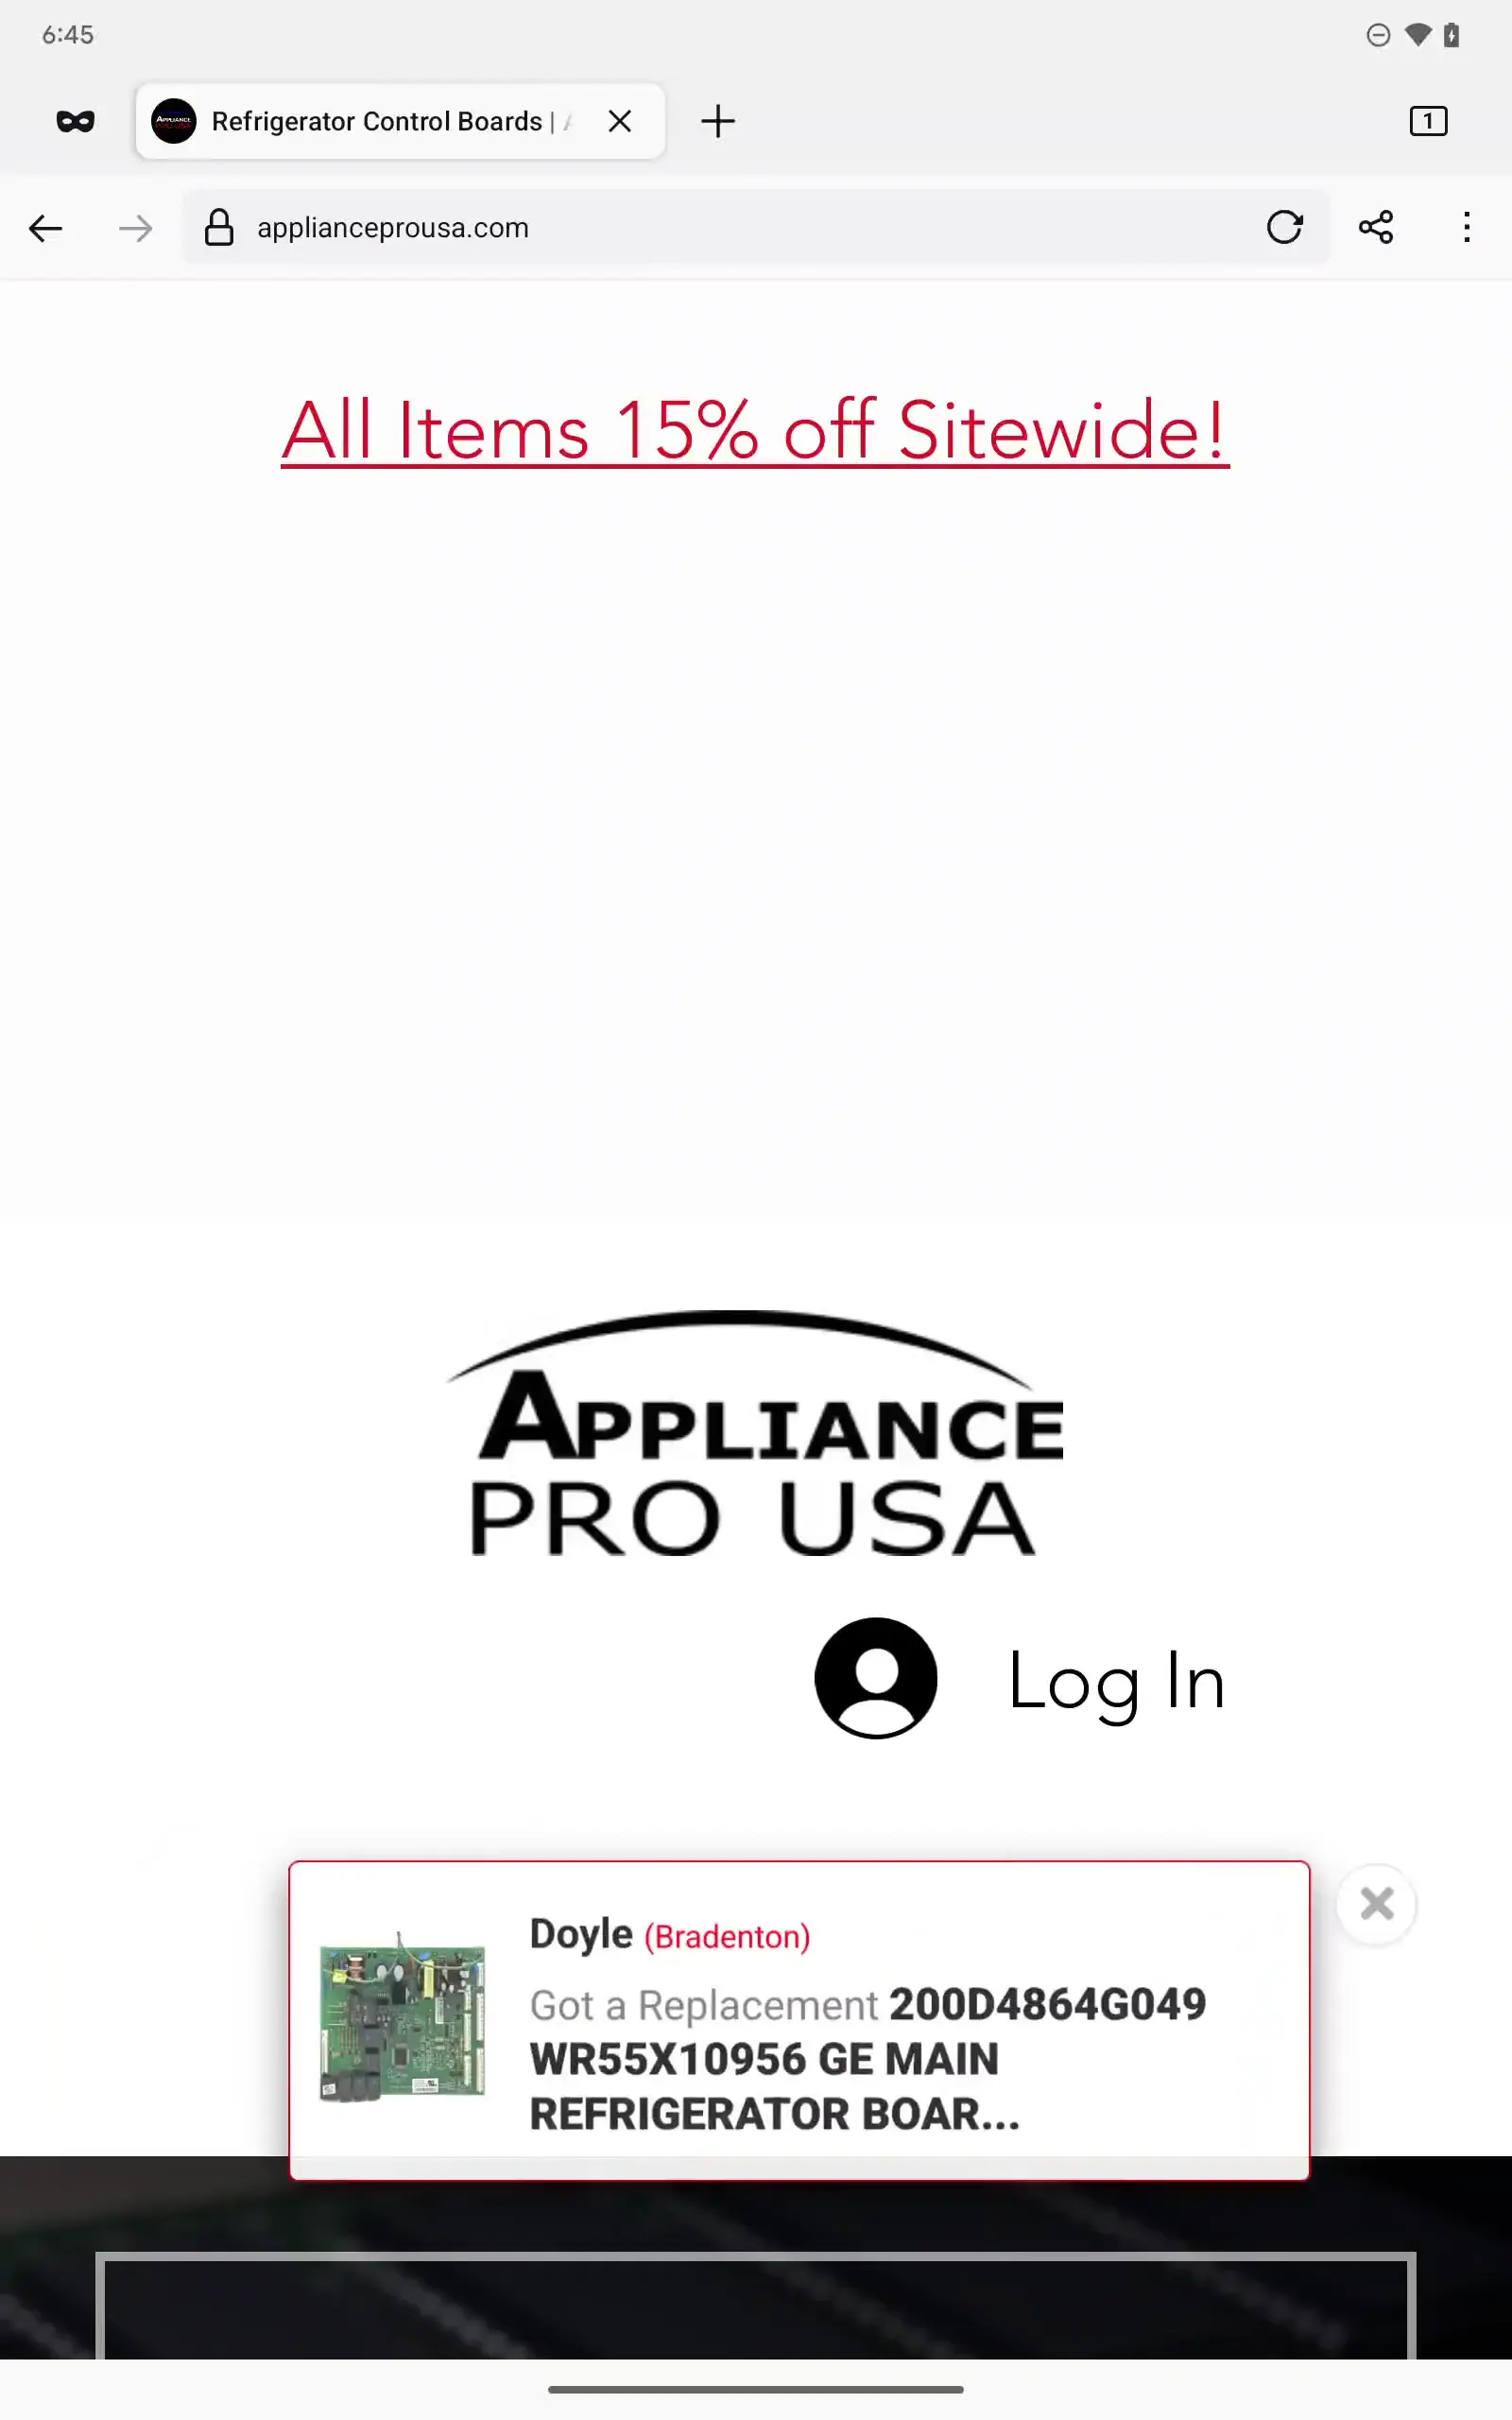 6:45
Refrigerator Control Boards |
1
applianceprousa.com
All Items 15% off Sitewide!
APPLIANCE
PRO USA
Log In
Doyle (Bradenton)
Got a Replacement 200D4864G049
WR55X10956 GE MAIN
REFRIGERATOR BOAR...